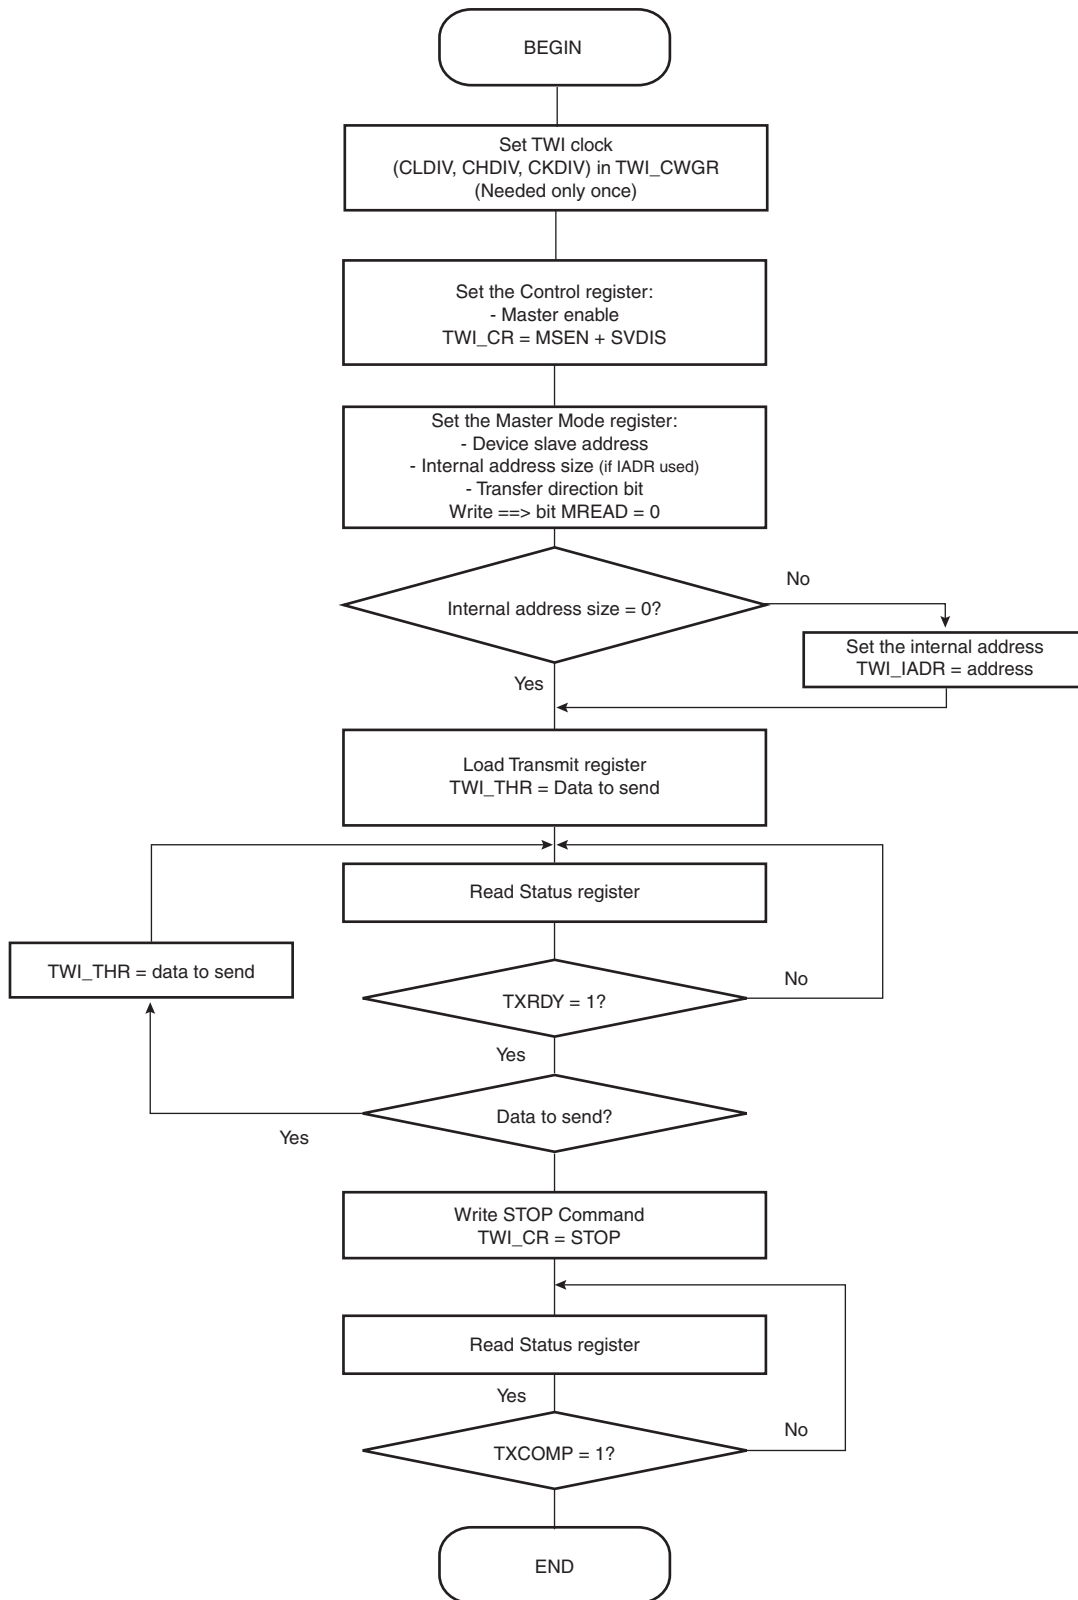 BEGIN
Set TWI clock
(CLDIV, CHDIV, CKDIV) in TWI_CWGR
(Needed only once)
Set the Control register:
- Master enable
TWI_CR = MSEN + SVDIS
Set the Master Mode register:
- Device slave address
- Internal address size (if IADR used)
- Transfer direction bit
Write ==> bit MREAD = 0
No
Internal address size = 0?
Set the internal address
TWI_IADR = address
Yes
Load Transmit register
TWI_THR = Data to send
Read Status register
TWI_THR = data to send
No
TXRDY = 1?
Yes
Data to send?
Yes
Write STOP Command
TWI_CR = STOP
Read Status register
Yes
No
TXCOMP = 1?
END